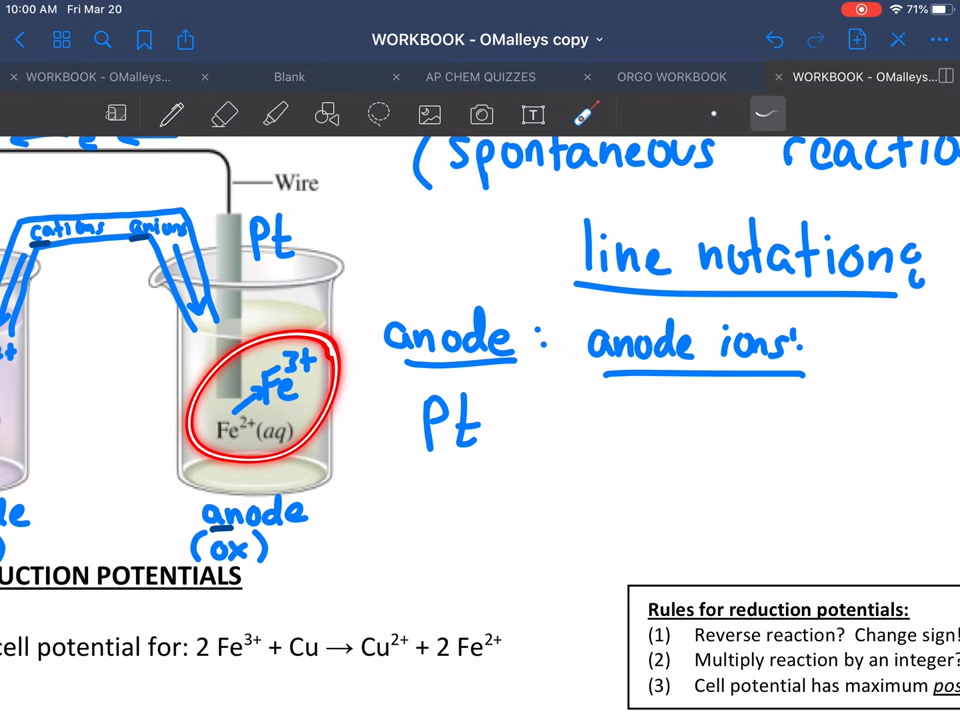 10:00 AM Fri Mar 20
71%
WORKBOOK - OMalleys copy
WORKBOOK - OMalleys...
Blank
AP CHEM QUIZZES
ORGO WORKBOOK
WORKBOOK - OMalleys...
T
(spontaneous reactio
Wire
cations anions
Pt
line notation:
anode : anode ions:
Fe3+
Pt
Fe²⁺(aq)
anode
(ox)
UCTION POTENTIALS
cell potential for: 2 Fe³⁺ + Cu → Cu²⁺ + 2 Fe²⁺
Rules for reduction potentials:
(1) Reverse reaction? Change sign!
(2) Multiply reaction by an integer?
(3) Cell potential has maximum pos